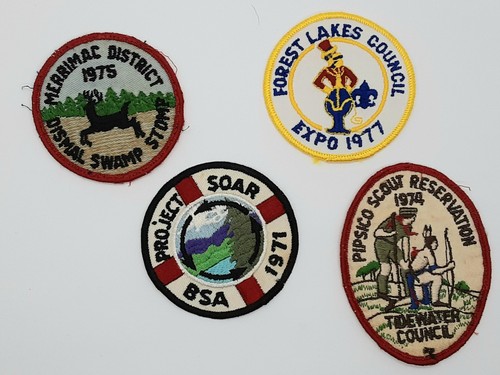 MERRIMAC DISTRICT
1975
DISMAL SWAMP STOMP
FOREST LAKES COUNCIL
EXPO 1977
PROJECT SOAR
1971
BSA
PIPSICO SCOUT RESERVATION
1974
TIDEWATER
COUNCIL